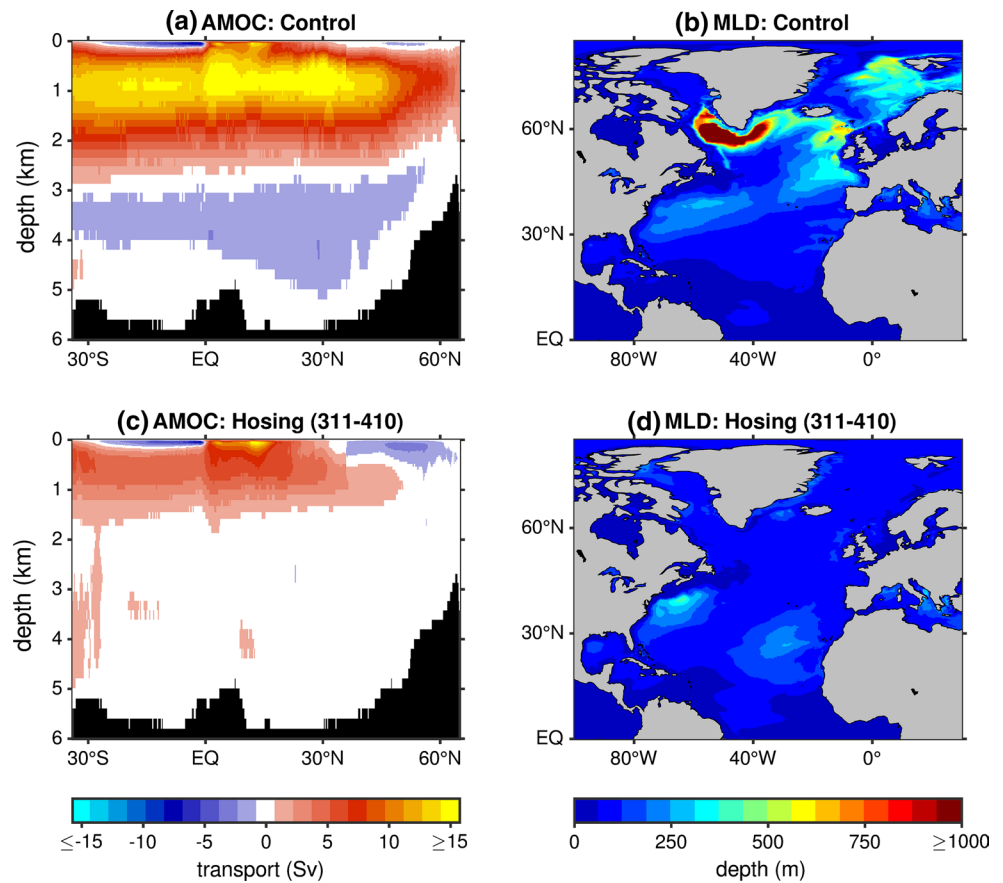 (a) AMOC: Control
0
1
2
3
4
5
6
depth (km)
30°S EQ 30°N 60°N
(b) MLD: Control
60°N
30°N
EQ
80°W 40°W 0°
(c) AMOC: Hosing (311-410)
0
1
2
3
4
5
6
depth (km)
30°S EQ 30°N 60°N
(d) MLD: Hosing (311-410)
60°N
30°N
EQ
80°W 40°W 0°
≤-15 -10 -5 0 5 10 ≥15
transport (Sv)
0 250 500 750 ≥1000
depth (m)